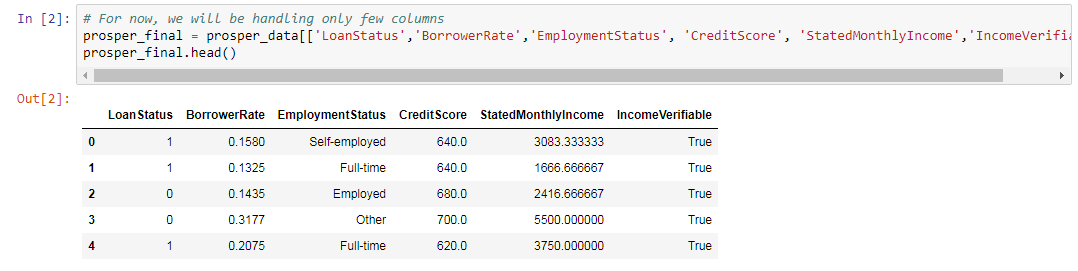 In [2]: # For now, we will be handling only few columns
prosper_final = prosper_data[['LoanStatus','BorrowerRate','EmploymentStatus', 'CreditScore', 'StatedMonthlyIncome','IncomeVerifia
prosper_final.head()
Out[2]:
LoanStatus BorrowerRate EmploymentStatus CreditScore StatedMonthlyIncome IncomeVerifiable
0 1 0.1580 Self-employed 640.0 3083.333333 True
1 1 0.1325 Full-time 640.0 1666.666667 True
2 0 0.1435 Employed 680.0 2416.666667 True
3 0 0.3177 Other 700.0 5500.000000 True
4 1 0.2075 Full-time 620.0 3750.000000 True